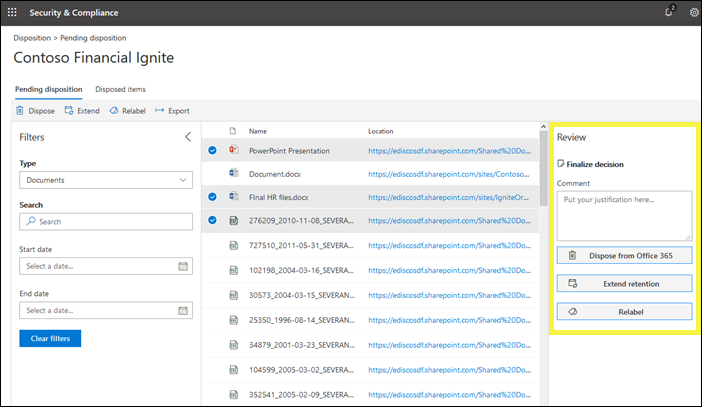 Security & Compliance
2
Disposition > Pending disposition
Contoso Financial Ignite
Pending disposition Disposed items
Dispose Extend Relabel Export
Filters
Type
Documents
Search
Search
Start date
Select a date...
End date
Select a date...
Clear filters
Name Location
PowerPoint Presentation https://ediscosdf.sharepoint.com/Shared%20Do...
Document.docx https://ediscosdf.sharepoint.com/sites/Contoso...
FInal HR files.docx https://ediscosdf.sharepoint.com/sites/IgniteOr...
276209_2010-11-08_SEVERA... https://ediscosdf.sharepoint.com/Shared%20Do...
727510_2011-05-31_SEVERA... https://ediscosdf.sharepoint.com/Shared%20Do...
102198_2004-03-16_SEVERA... https://ediscosdf.sharepoint.com/Shared%20Do...
30573_2004-03-15_SEVERAN... https://ediscosdf.sharepoint.com/Shared%20Do...
25350_1996-08-14_SEVERAN... https://ediscosdf.sharepoint.com/Shared%20Do...
34879_2001-03-23_SEVERAN... https://ediscosdf.sharepoint.com/Shared%20Do...
104599_2005-03-02_SEVERA... https://ediscosdf.sharepoint.com/Shared%20Do...
352541_2005-02-09_SEVERA... https://ediscosdf.sharepoint.com/Shared%20Do...
Review
Finalize decision
Comment
Put your justification here...
Dispose from Office 365
Extend retention
Relabel